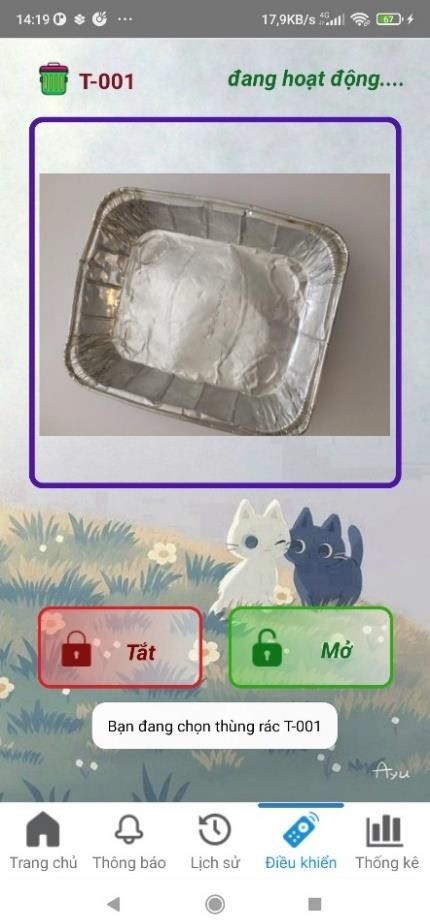 14:19 ... 17,9KB/s 4G 67
T-001 đang hoạt động....
Tắt Mở
Bạn đang chọn thùng rác T-001
Ayu
Trang chủ Thông báo Lịch sử Điều khiển Thống kê